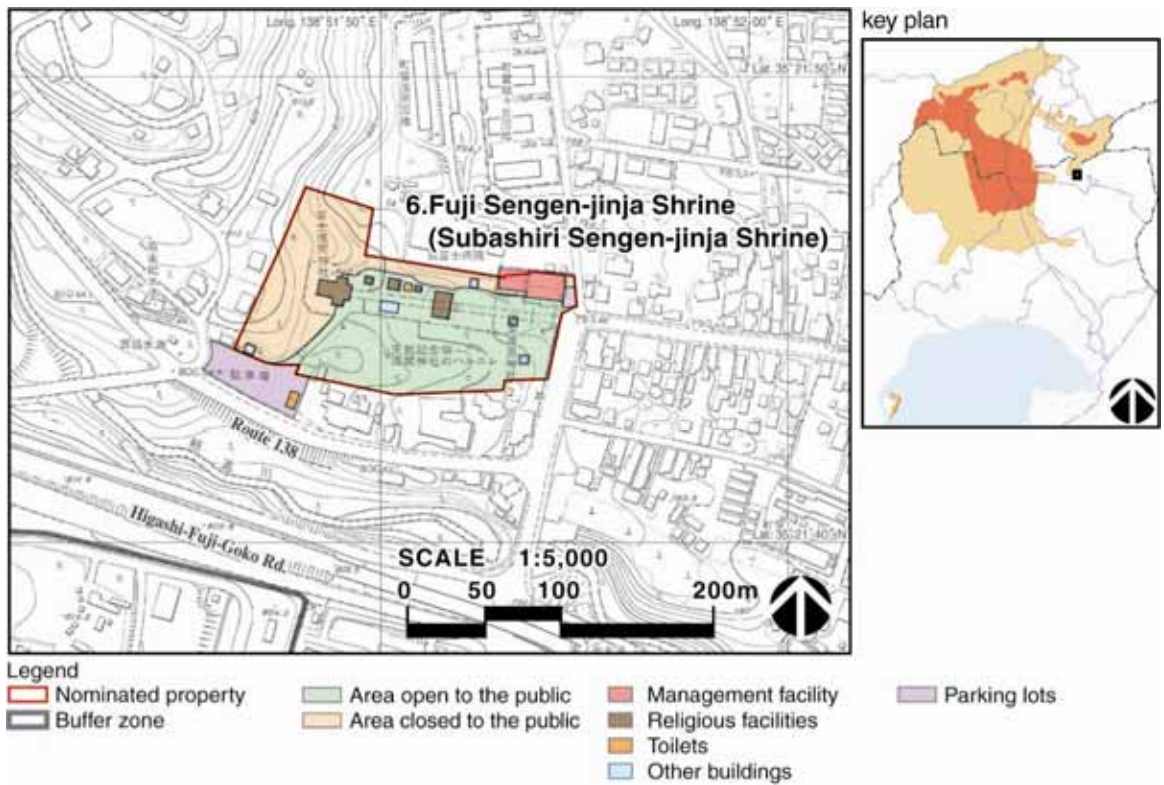 Long. 138°51'50"E
Long. 138°52'00"E
Lat. 35°21'50"N
6.Fuji Sengen-jinja Shrine
(Subashiri Sengen-jinja Shrine)
Route 138
Higashi-Fuji-Goko Rd.
Lat. 35°21'40"N
SCALE 1:5,000
0 50 100 200m
key plan
Legend
Nominated property
Buffer zone
Area open to the public
Area closed to the public
Management facility
Religious facilities
Toilets
Other buildings
Parking lots